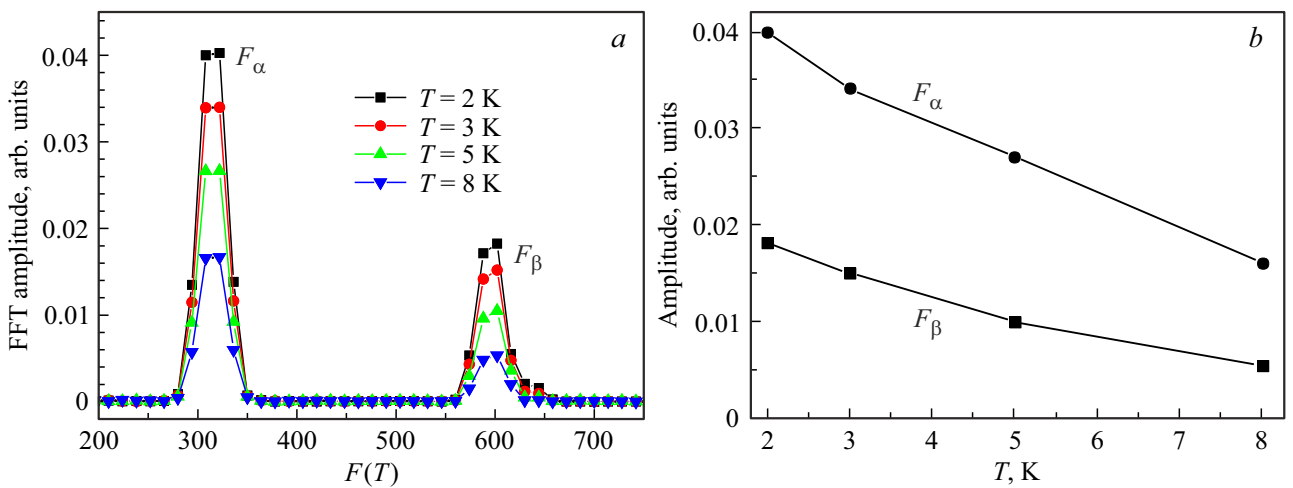 a
F_α
F_β
T = 2 K
T = 3 K
T = 5 K
T = 8 K
FFT amplitude, arb. units
0.04
0.03
0.02
0.01
0
200 300 400 500 600 700
F(T)
b
F_α
F_β
Amplitude, arb. units
0.04
0.03
0.02
0.01
0
2 3 4 5 6 7 8
T, K